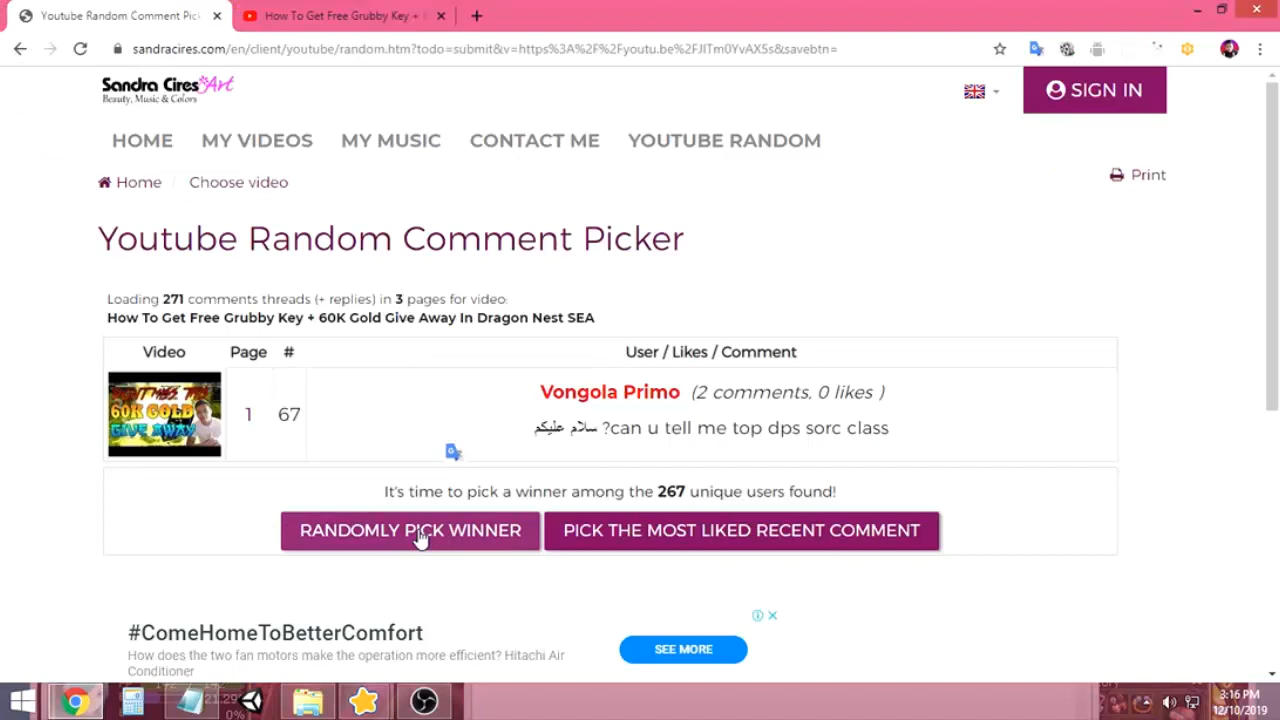 Youtube Random Comment Pick
How To Get Free Grubby Key +
sandracires.com/en/client/youtube/random.htm?todo=submit&v=https%3A%2F%2Fyoutu.be%2FJITm0YvAX5s&savebtn=
Sandra Cires Art
Beauty, Music & Colors
SIGN IN
HOME MY VIDEOS MY MUSIC CONTACT ME YOUTUBE RANDOM
Home / Choose video
Print
Youtube Random Comment Picker
Loading 271 comments threads (+ replies) in 3 pages for video:
How To Get Free Grubby Key + 60K Gold Give Away In Dragon Nest SEA
Video Page # User / Likes / Comment
60K GOLD
GIVE AWAY
1 67
Vongola Primo (2 comments, 0 likes )
سلام عليكم ?can u tell me top dps sorc class
It's time to pick a winner among the 267 unique users found!
RANDOMLY PICK WINNER PICK THE MOST LIKED RECENT COMMENT
#ComeHomeToBetterComfort
How does the two fan motors make the operation more efficient? Hitachi Air
Conditioner
SEE MORE
21.29%
0%
3:16 PM
12/10/2019